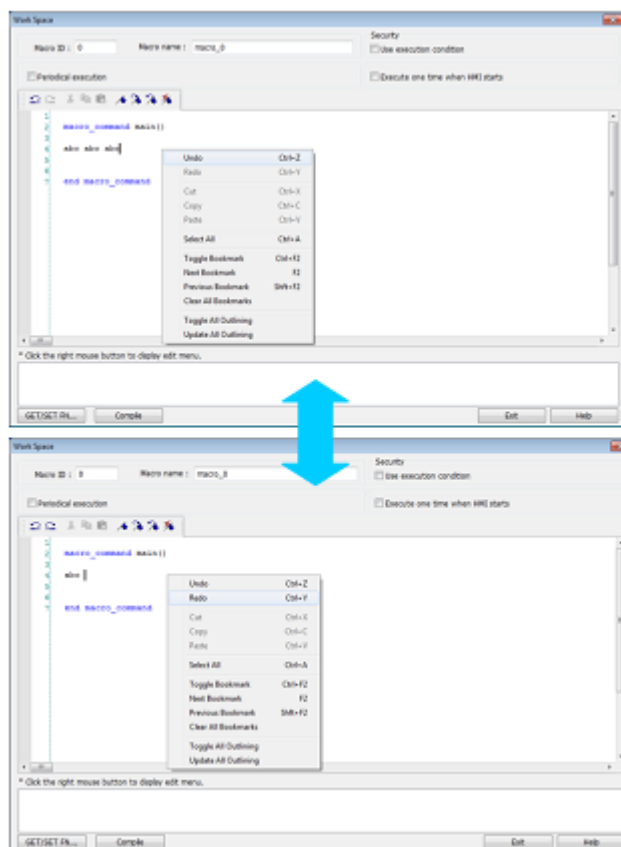 Work Space
Macro ID : 0 Macro name : macro_0
Security
Use execution condition
Periodical execution
Execute one time when HMI starts
1
2 macro_command main()
3
4 abc abc abc
5
6
7 end macro_command
Undo Ctrl+Z
Redo Ctrl+Y
Cut Ctrl+X
Copy Ctrl+C
Paste Ctrl+V
Select All Ctrl+A
Toggle Bookmark Ctrl+F2
Next Bookmark F2
Previous Bookmark Shift+F2
Clear All Bookmarks
Toggle All Outlining
Update All Outlining
* Click the right mouse button to display edit menu.
GET/SET FN... Compile Exit Help
Work Space
Macro ID : 0 Macro name : macro_0
Security
Use execution condition
Periodical execution
Execute one time when HMI starts
1
2 macro_command main()
3
4 abc
5
6
7 end macro_command
Undo Ctrl+Z
Redo Ctrl+Y
Cut Ctrl+X
Copy Ctrl+C
Paste Ctrl+V
Select All Ctrl+A
Toggle Bookmark Ctrl+F2
Next Bookmark F2
Previous Bookmark Shift+F2
Clear All Bookmarks
Toggle All Outlining
Update All Outlining
* Click the right mouse button to display edit menu.
GET/SET FN... Compile Exit Help